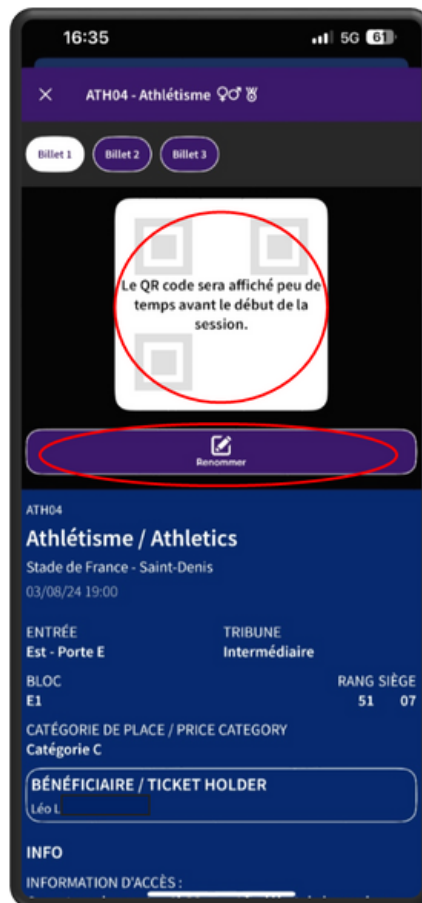 16:35 5G 61
× ATH04 - Athlétisme ♀♂
Billet 1 Billet 2 Billet 3
Le QR code sera affiché peu de
temps avant le début de la
session.
Renommer
ATH04
Athlétisme / Athletics
Stade de France - Saint-Denis
03/08/24 19:00
ENTRÉE TRIBUNE
Est - Porte E Intermédiaire
BLOC RANG SIÈGE
E1 51 07
CATÉGORIE DE PLACE / PRICE CATEGORY
Catégorie C
BÉNÉFICIAIRE / TICKET HOLDER
Léo L
INFO
INFORMATION D'ACCÈS :